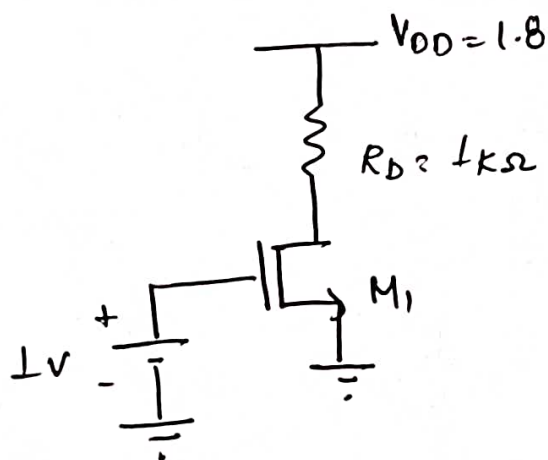 VDD = 1.8
RD = 1KΩ
M1
+
1V
-